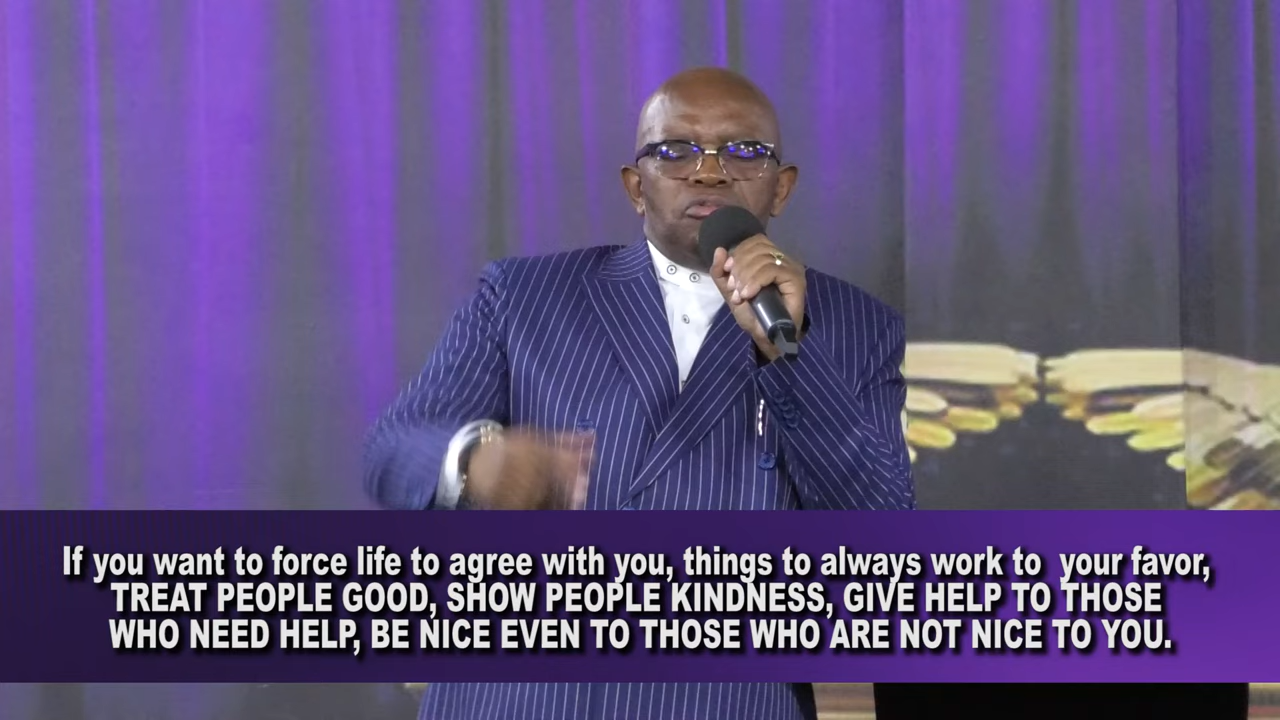 If you want to force life to agree with you, things to always work to your favor,
TREAT PEOPLE GOOD, SHOW PEOPLE KINDNESS, GIVE HELP TO THOSE
WHO NEED HELP, BE NICE EVEN TO THOSE WHO ARE NOT NICE TO YOU.